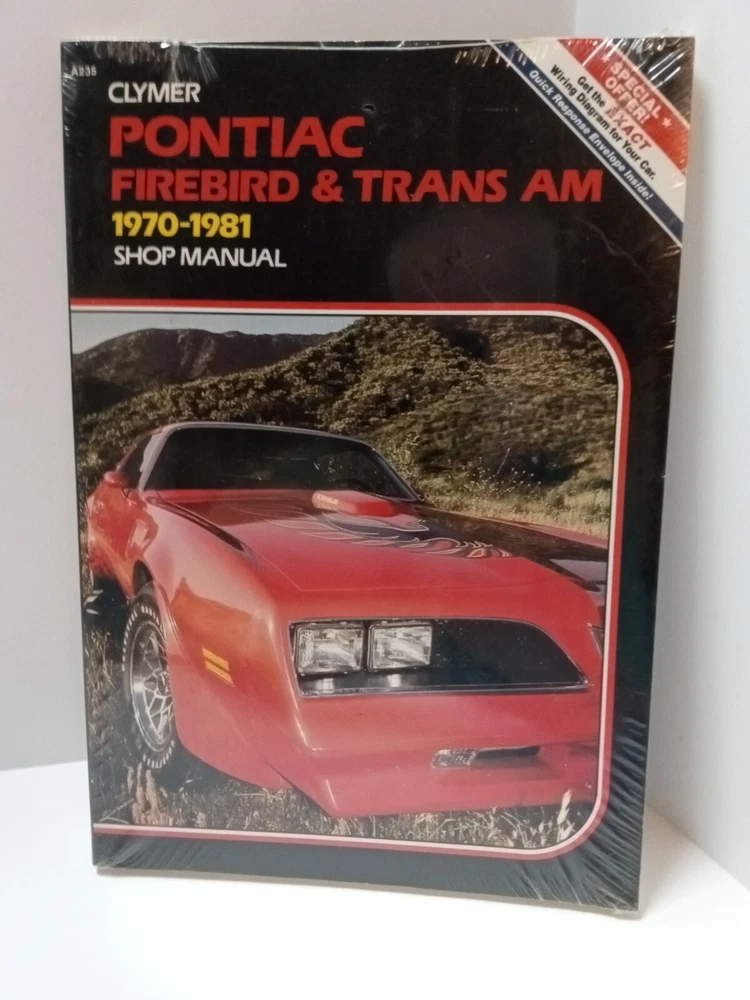 A235
CLYMER
PONTIAC
FIREBIRD & TRANS AM
1970-1981
SHOP MANUAL
SPECIAL
OFFER!
Get the EXACT
Wiring Diagram for Your Car.
Quick Response Envelope Inside!